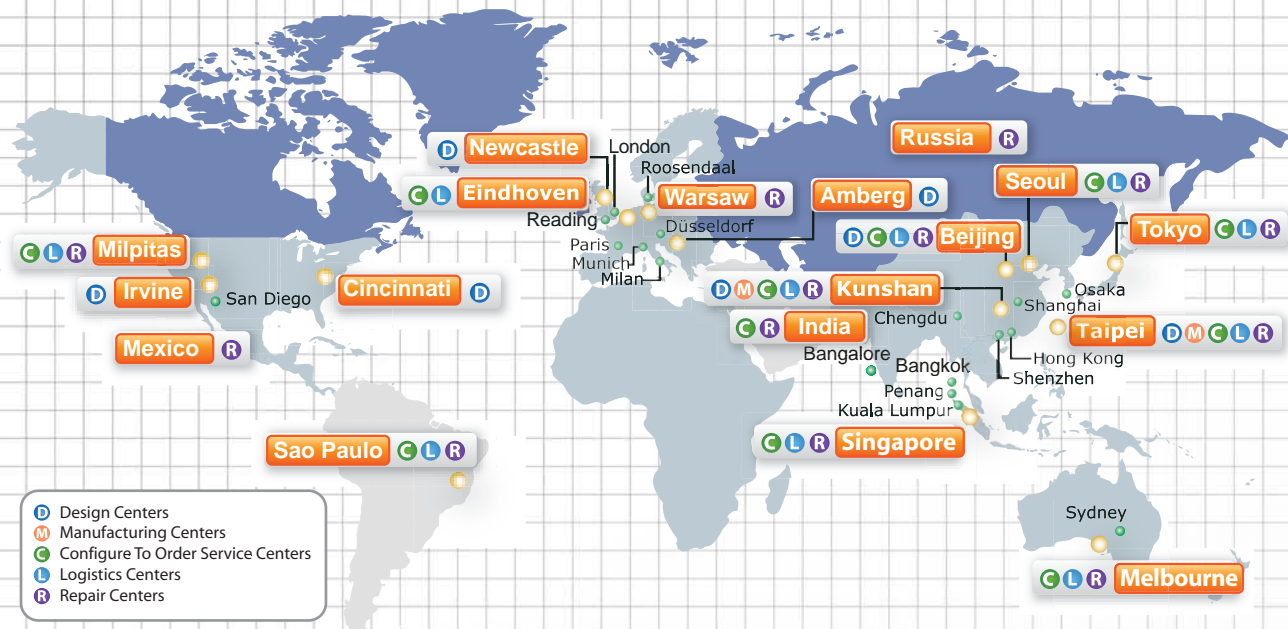 Russia R
D Newcastle
London
Roosendaal
C L Eindhoven
Warsaw R
Amberg D
Seoul C L R
Reading
Düsseldorf
D C L R Beijing
Tokyo C L R
C L R Milpitas
Paris
Munich
Milan
D Irvine
San Diego
Cincinnati D
D M C L R Kunshan
Osaka
Shanghai
C R India
Chengdu
Taipei D M C L R
Mexico R
Bangalore
Bangkok
Hong Kong
Shenzhen
Penang
Kuala Lumpur
Sao Paulo C L R
C L R Singapore
D Design Centers
M Manufacturing Centers
C Configure To Order Service Centers
L Logistics Centers
R Repair Centers
Sydney
C L R Melbourne